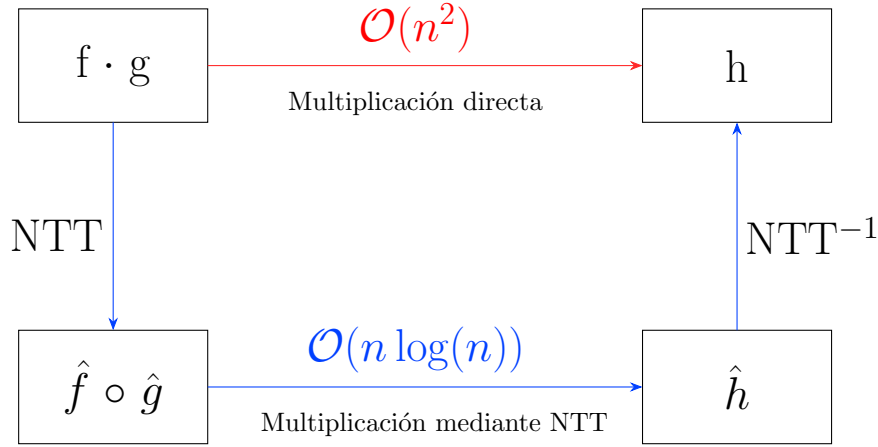 f · g
𝒪(n²)
Multiplicación directa
h
NTT
NTT⁻¹
f̂ ∘ ĝ
𝒪(n log(n))
Multiplicación mediante NTT
ĥ